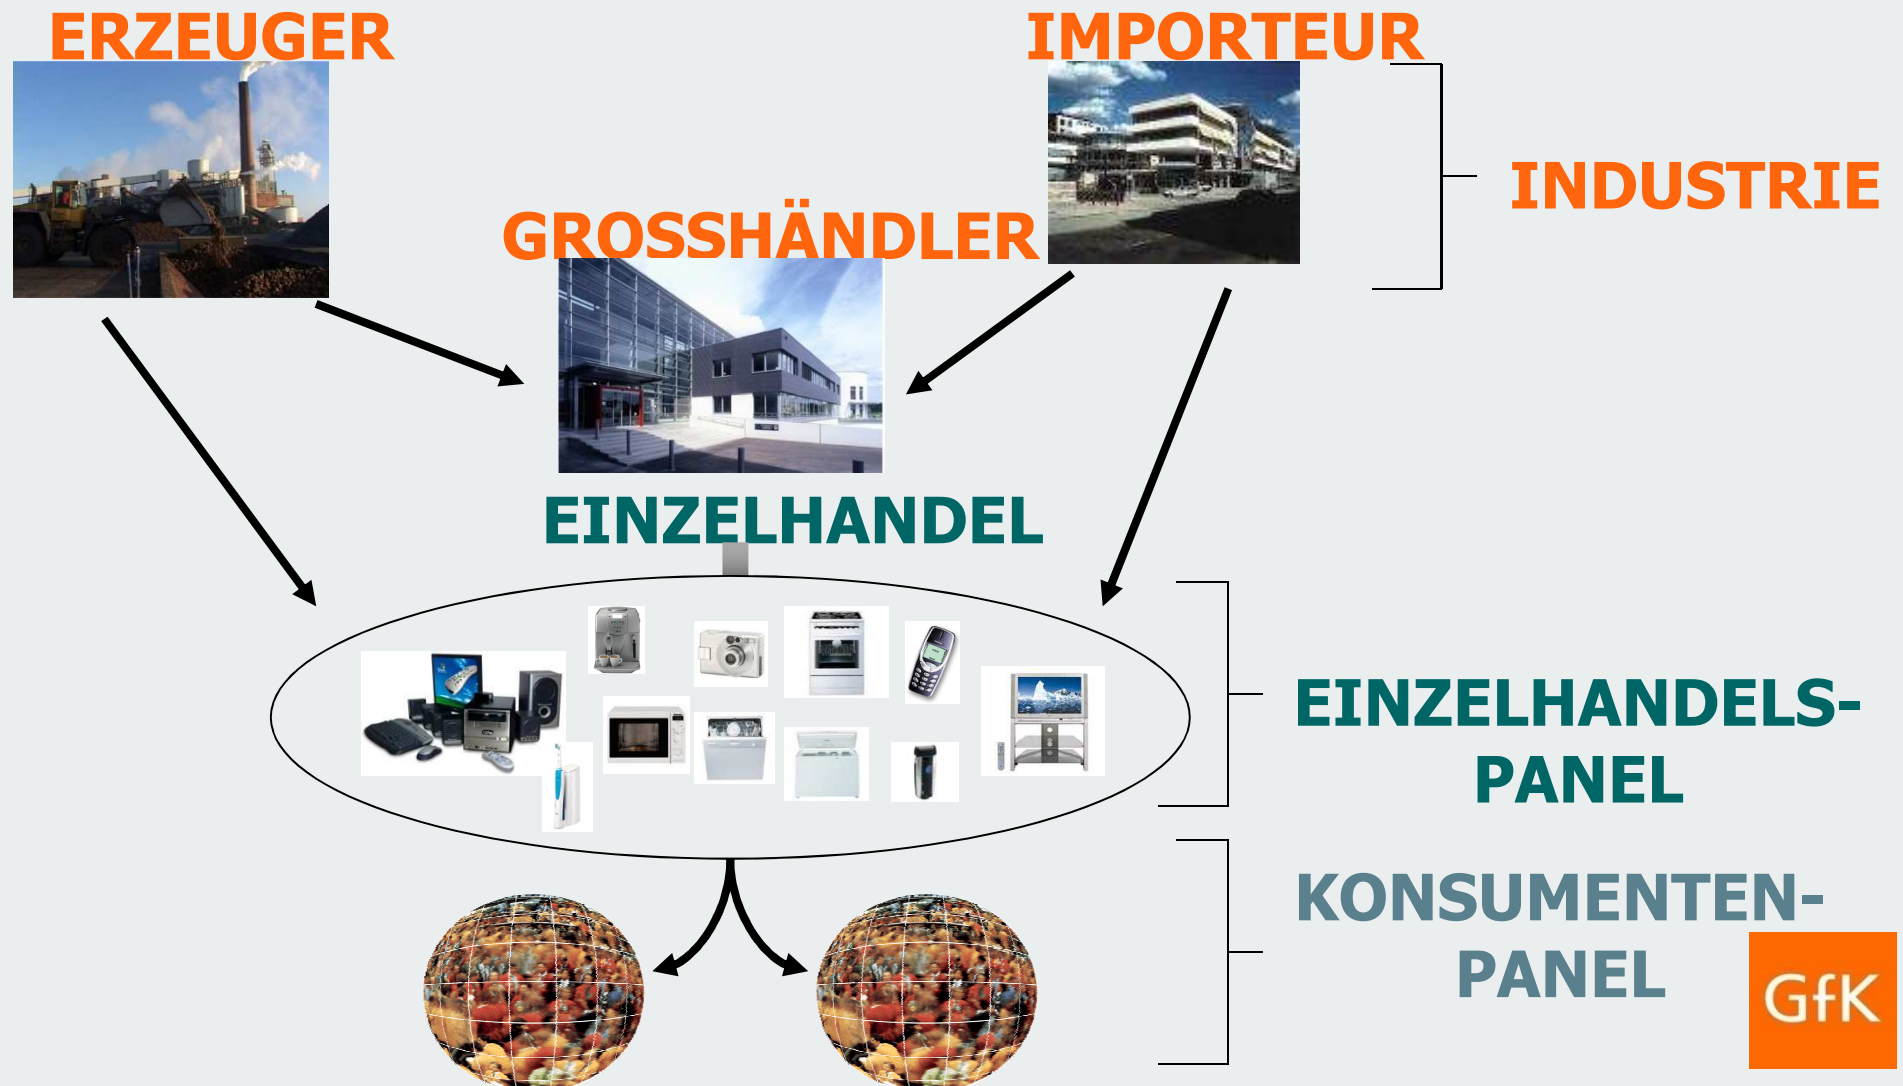 ERZEUGER
IMPORTEUR
INDUSTRIE
GROSSHÄNDLER
EINZELHANDEL
EINZELHANDELS-
PANEL
KONSUMENTEN-
PANEL
GfK